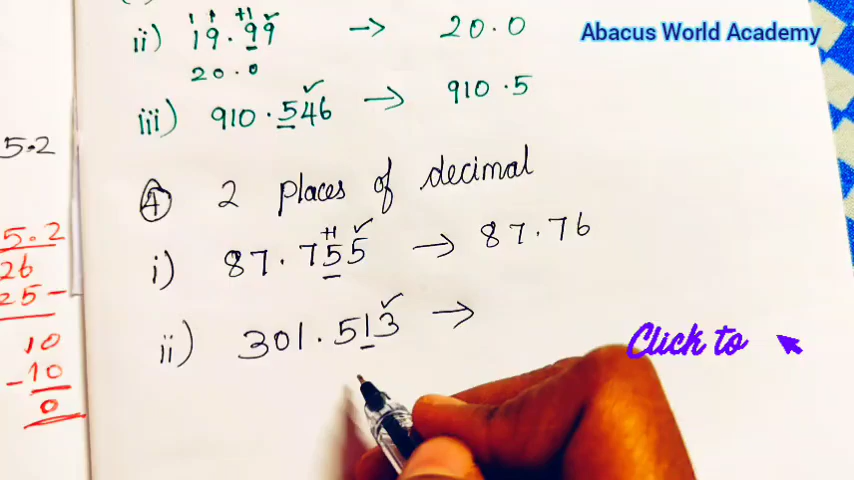 ii) 19.99 → 20.0
Abacus World Academy
20.0
iii) 910.546 → 910.5
5.2
④ 2 places of decimal
+1
i) 87.755 → 87.76
ii) 301.513 →
5.2
26
25 -
10
- 10
0
Click to